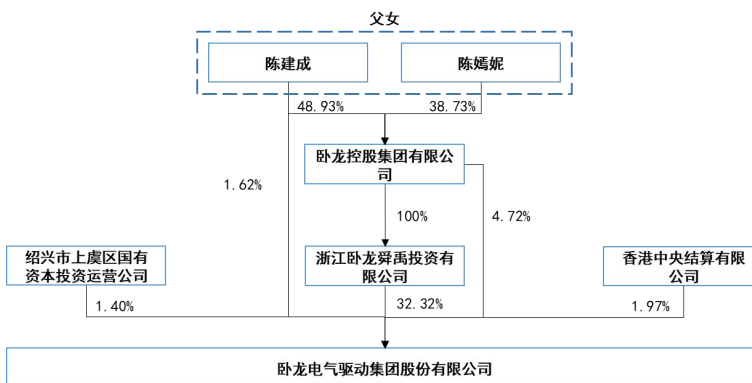 父女
陈建成
陈嫣妮
48.93%
38.73%
卧龙控股集团有限公
司
1.62%
100%
4.72%
绍兴市上虞区国有
资本投资运营公司
浙江卧龙舜禹投资有
限公司
香港中央结算有限
公司
1.40%
32.32%
1.97%
卧龙电气驱动集团股份有限公司